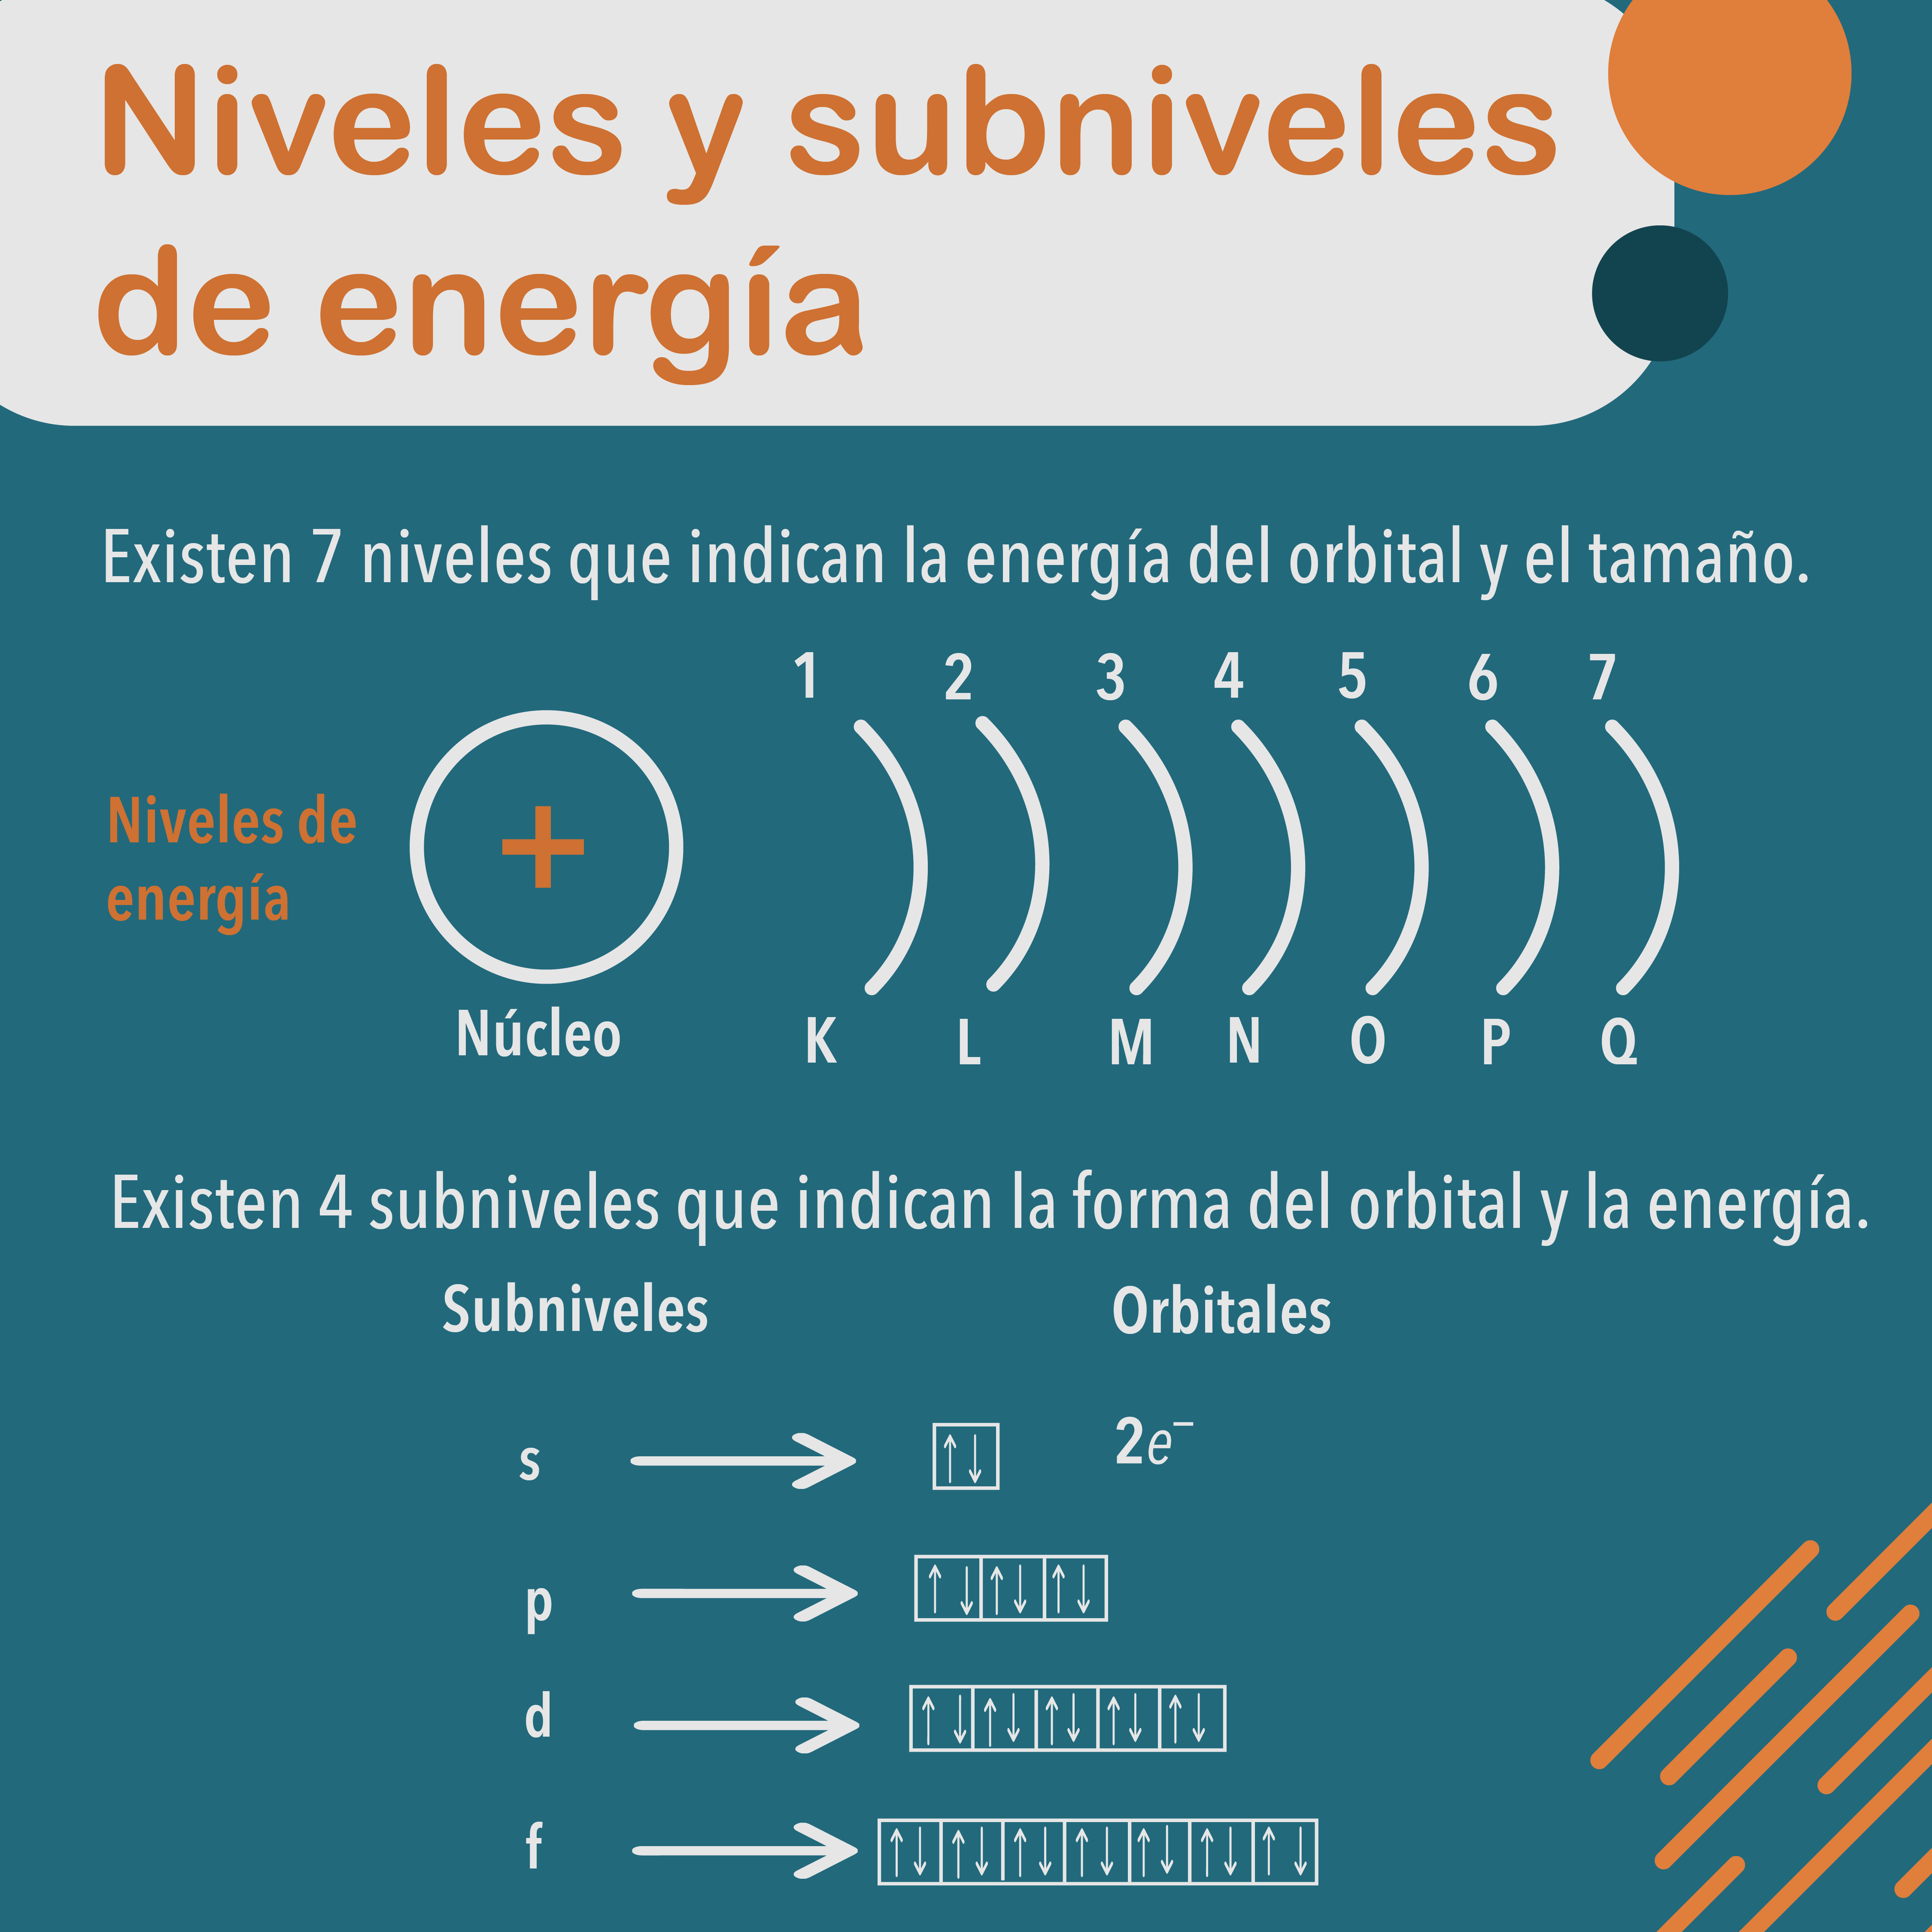 Niveles y subniveles
de energía
Existen 7 niveles que indican la energía del orbital y el tamaño.
1 2 3 4 5 6 7
Niveles de
energía
+
Núcleo
K L M N O P Q
Existen 4 subniveles que indican la forma del orbital y la energía.
Subniveles Orbitales
s → ↑↓ 2e⁻
p → ↑↓ ↑↓ ↑↓
d → ↑↓ ↑↓ ↑↓ ↑↓ ↑↓
f → ↑↓ ↑↓ ↑↓ ↑↓ ↑↓ ↑↓ ↑↓